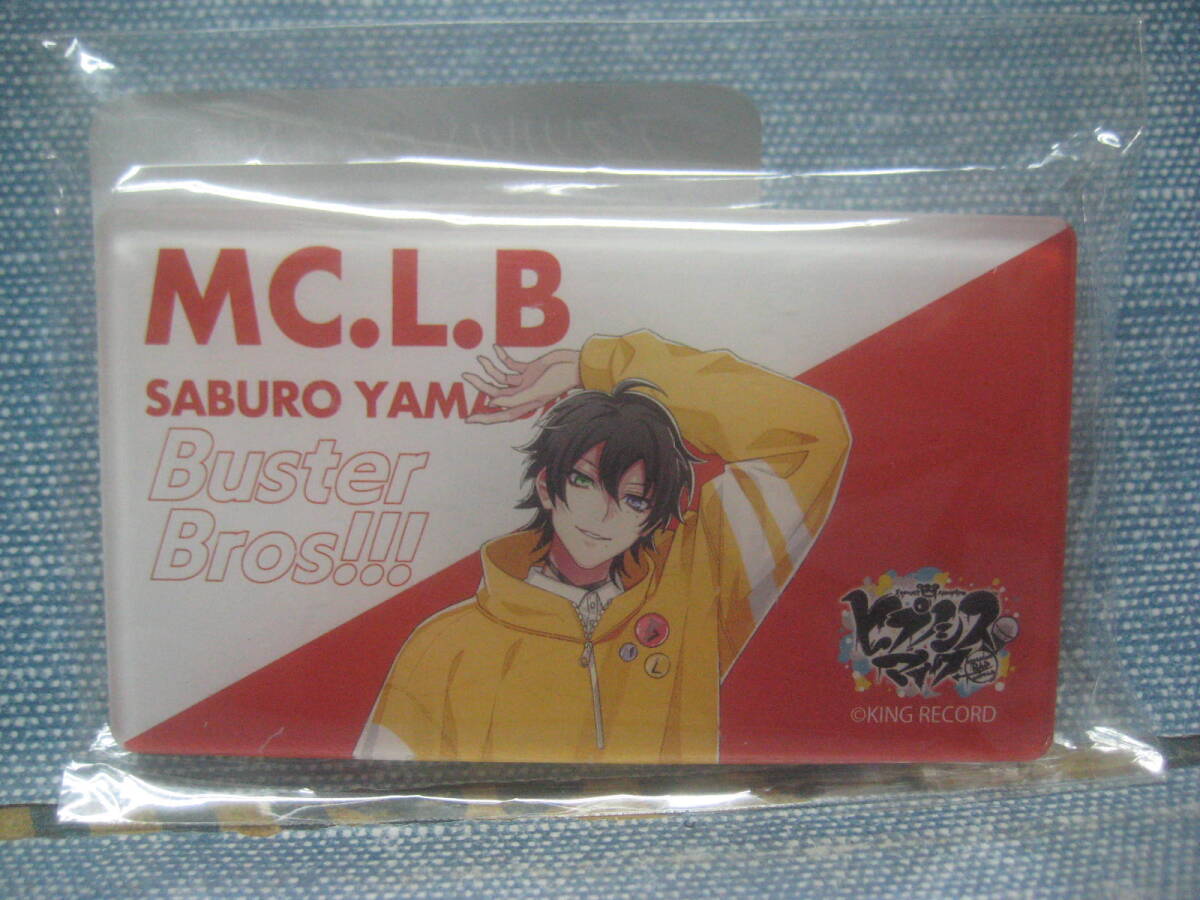 MC.L.B
SABURO YAMA
Buster
Bros!!!
ヒプノシス
マイク
©KING RECORD